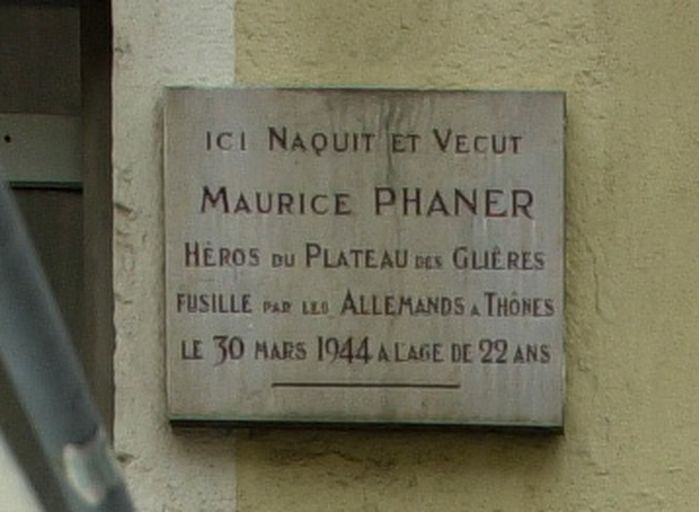 ICI NAQUIT ET VECUT
MAURICE PHANER
HÉROS DU PLATEAU DES GLIÈRES
FUSILLE PAR LES ALLEMANDS A THÔNES
LE 30 MARS 1944 A L'AGE DE 22 ANS